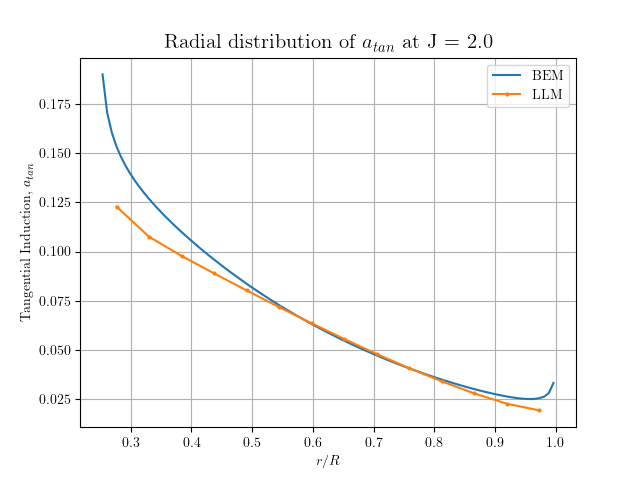 Radial distribution of a_tan at J = 2.0
BEM
LLM
0.175
0.150
0.125
0.100
0.075
0.050
0.025
Tangential Induction, a_tan
0.3 0.4 0.5 0.6 0.7 0.8 0.9 1.0
r/R